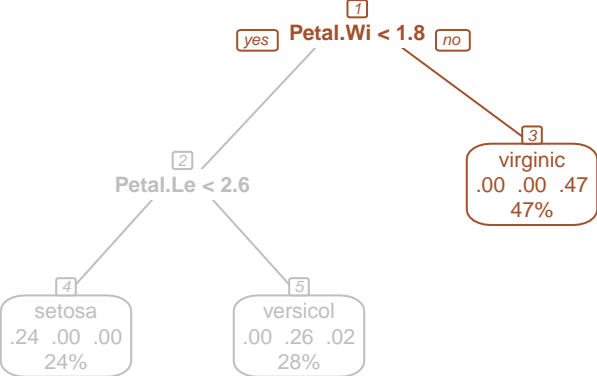 1
yes Petal.Wi < 1.8 no
2
Petal.Le < 2.6
3
virginic
.00 .00 .47
47%
4
setosa
.24 .00 .00
24%
5
versicol
.00 .26 .02
28%